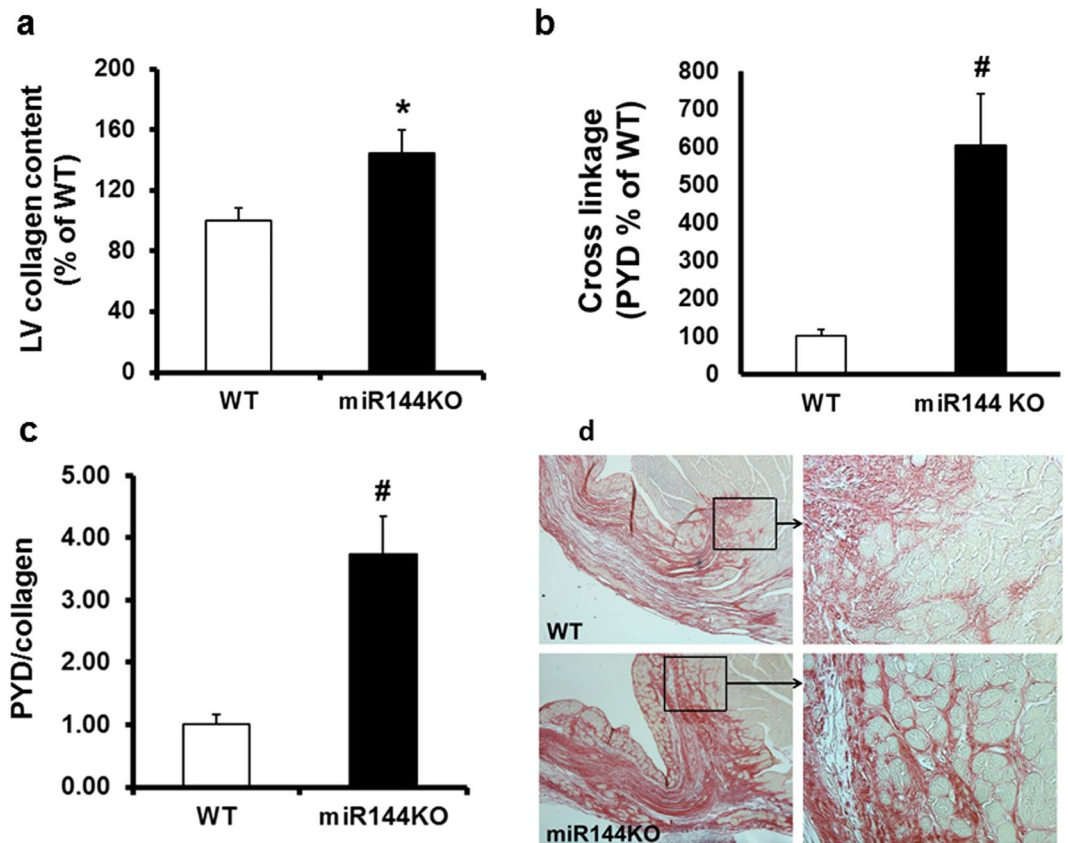 a
LV collagen content
(% of WT)
200
160
120
80
40
0
*
WT
miR144KO
b
Cross linkage
(PYD % of WT)
800
700
600
500
400
300
200
100
0
#
WT
miR144 KO
c
PYD/collagen
5.00
4.00
3.00
2.00
1.00
0.00
#
WT
miR144KO
d
WT
miR144KO